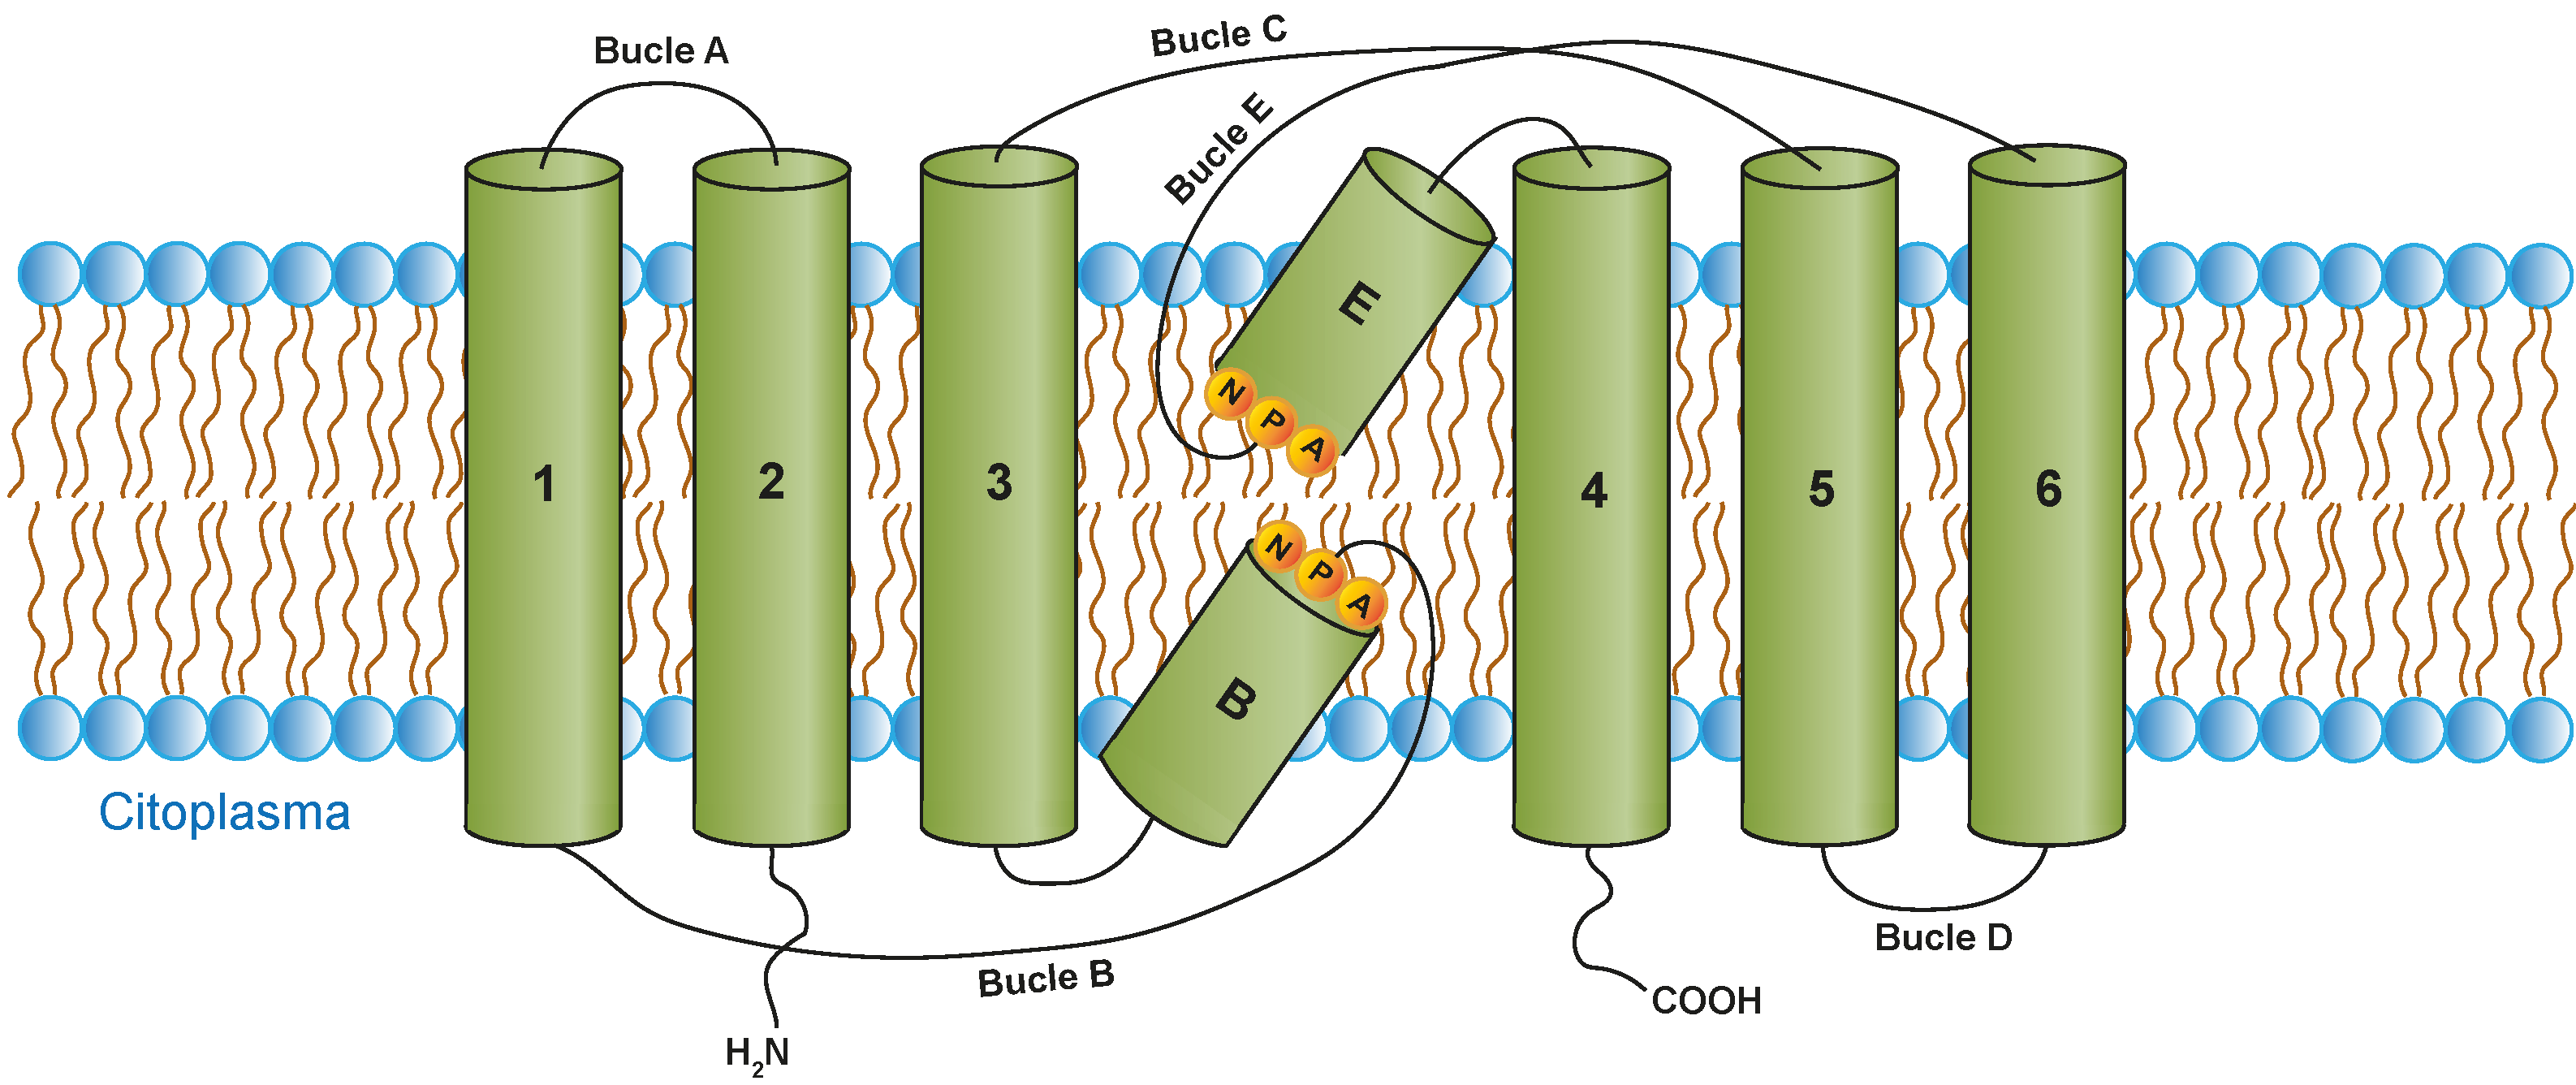 Bucle A
Bucle C
Bucle E
E
N
P
A
1
2
3
4
5
6
N
P
A
B
Citoplasma
Bucle B
Bucle D
H₂N
COOH